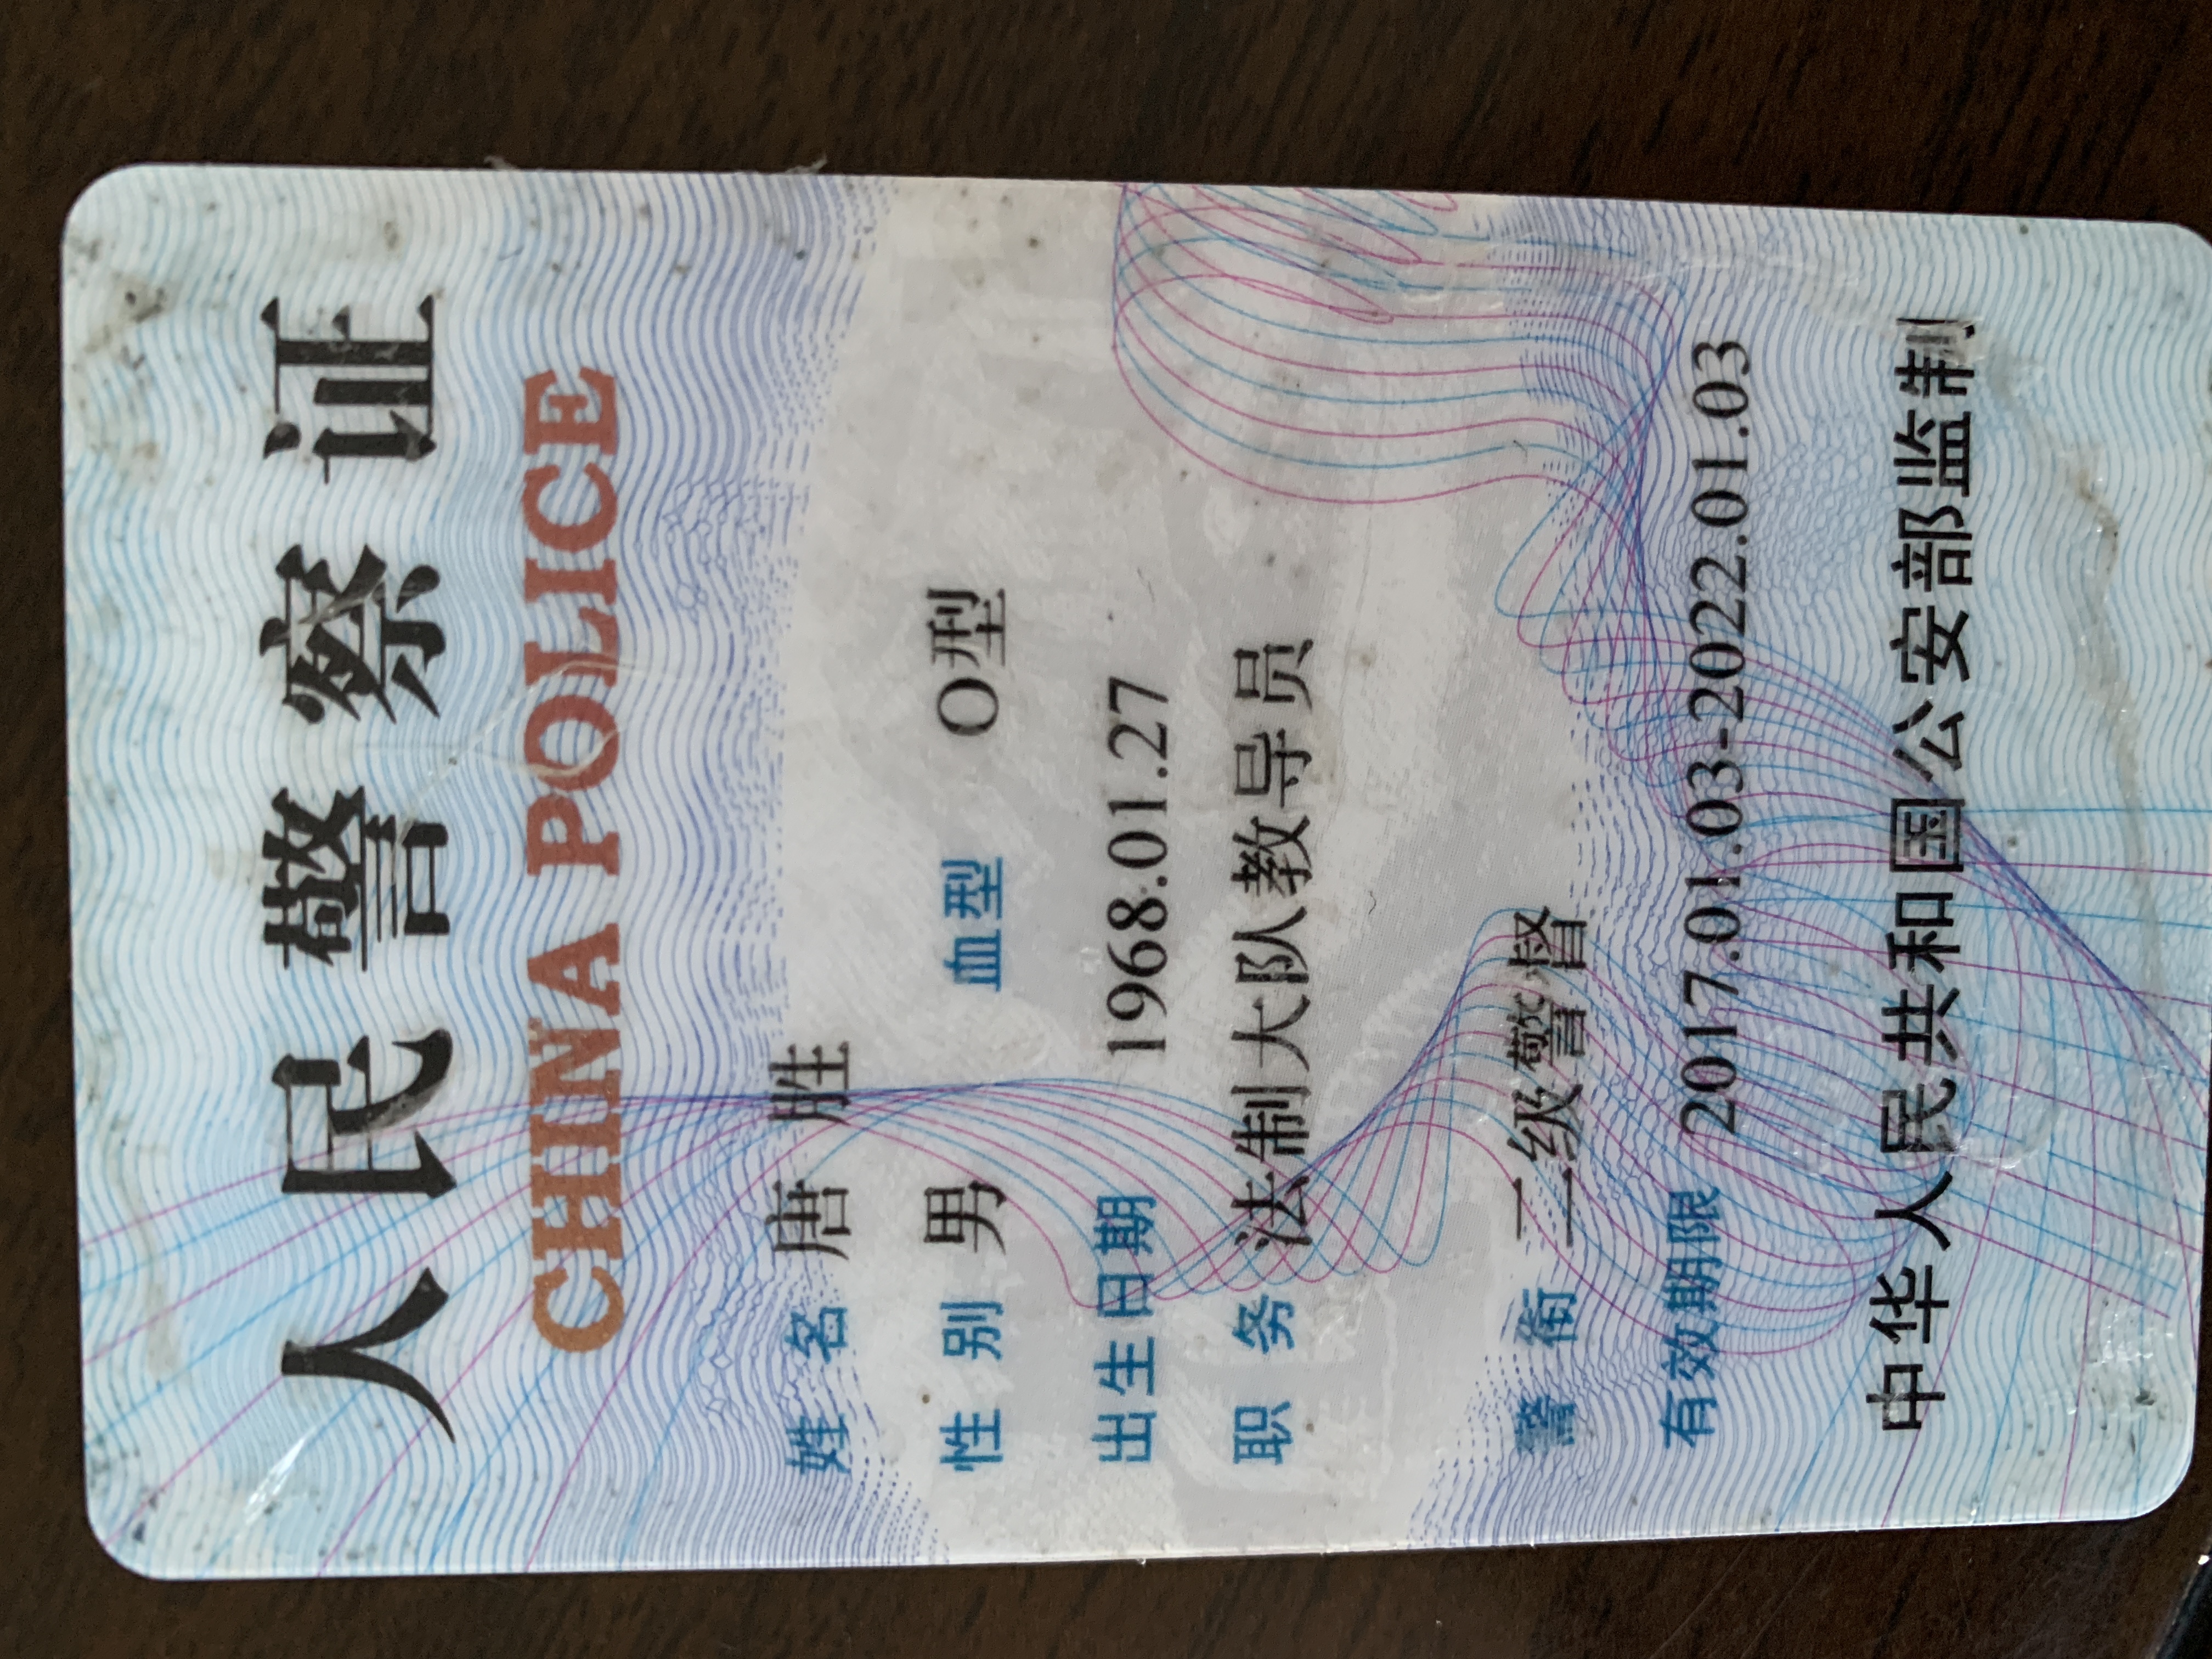 人民警察证
CHINA POLICE
姓名 唐胜
性别 男 血型 O型
出生日期 1968.01.27
职务 法制大队教导员
警衔 二级警督
有效期限 2017.01.03-2022.01.03
中华人民共和国公安部监制